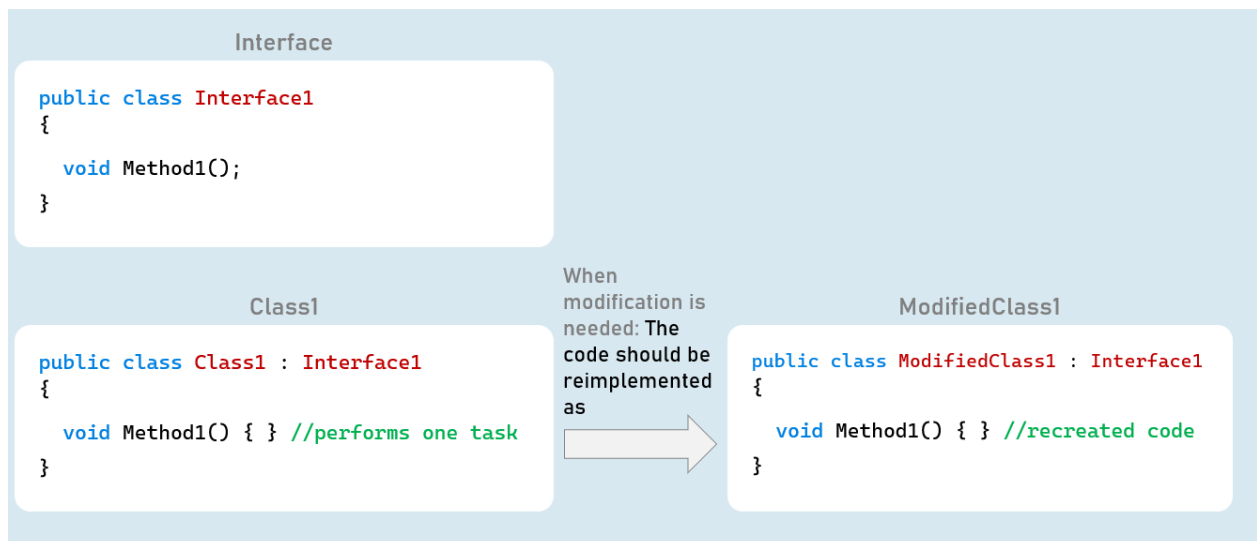 Interface
public class Interface1
{
void Method1();
}
Class1
public class Class1 : Interface1
{
void Method1() { } //performs one task
}
When
modification is
needed: The
code should be
reimplemented
as
ModifiedClass1
public class ModifiedClass1 : Interface1
{
void Method1() { } //recreated code
}